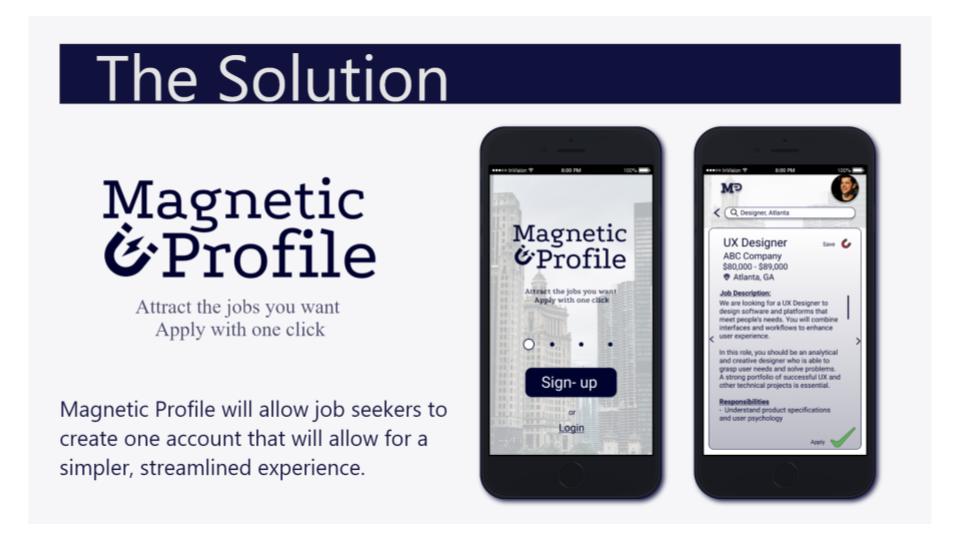 The Solution
Magnetic
Profile
Attract the jobs you want
Apply with one click
Magnetic Profile will allow job seekers to
create one account that will allow for a
simpler, streamlined experience.
InVision 8:00 PM 100%
Magnetic
Profile
Attract the jobs you want
Apply with one click
Sign- up
or
Login
InVision 8:00 PM 100%
MP
Designer, Atlanta
UX Designer
Save
ABC Company
$80,000 - $89,000
Atlanta, GA
Job Description:
We are looking for a UX Designer to
design software and platforms that
meet people's needs. You will combine
interfaces and workflows to enhance
user experience.
In this role, you should be an analytical
and creative designer who is able to
grasp user needs and solve problems.
A strong portfolio of successful UX and
other technical projects is essential.
Responsibilities
- Understand product specifications
and user psychology
Apply